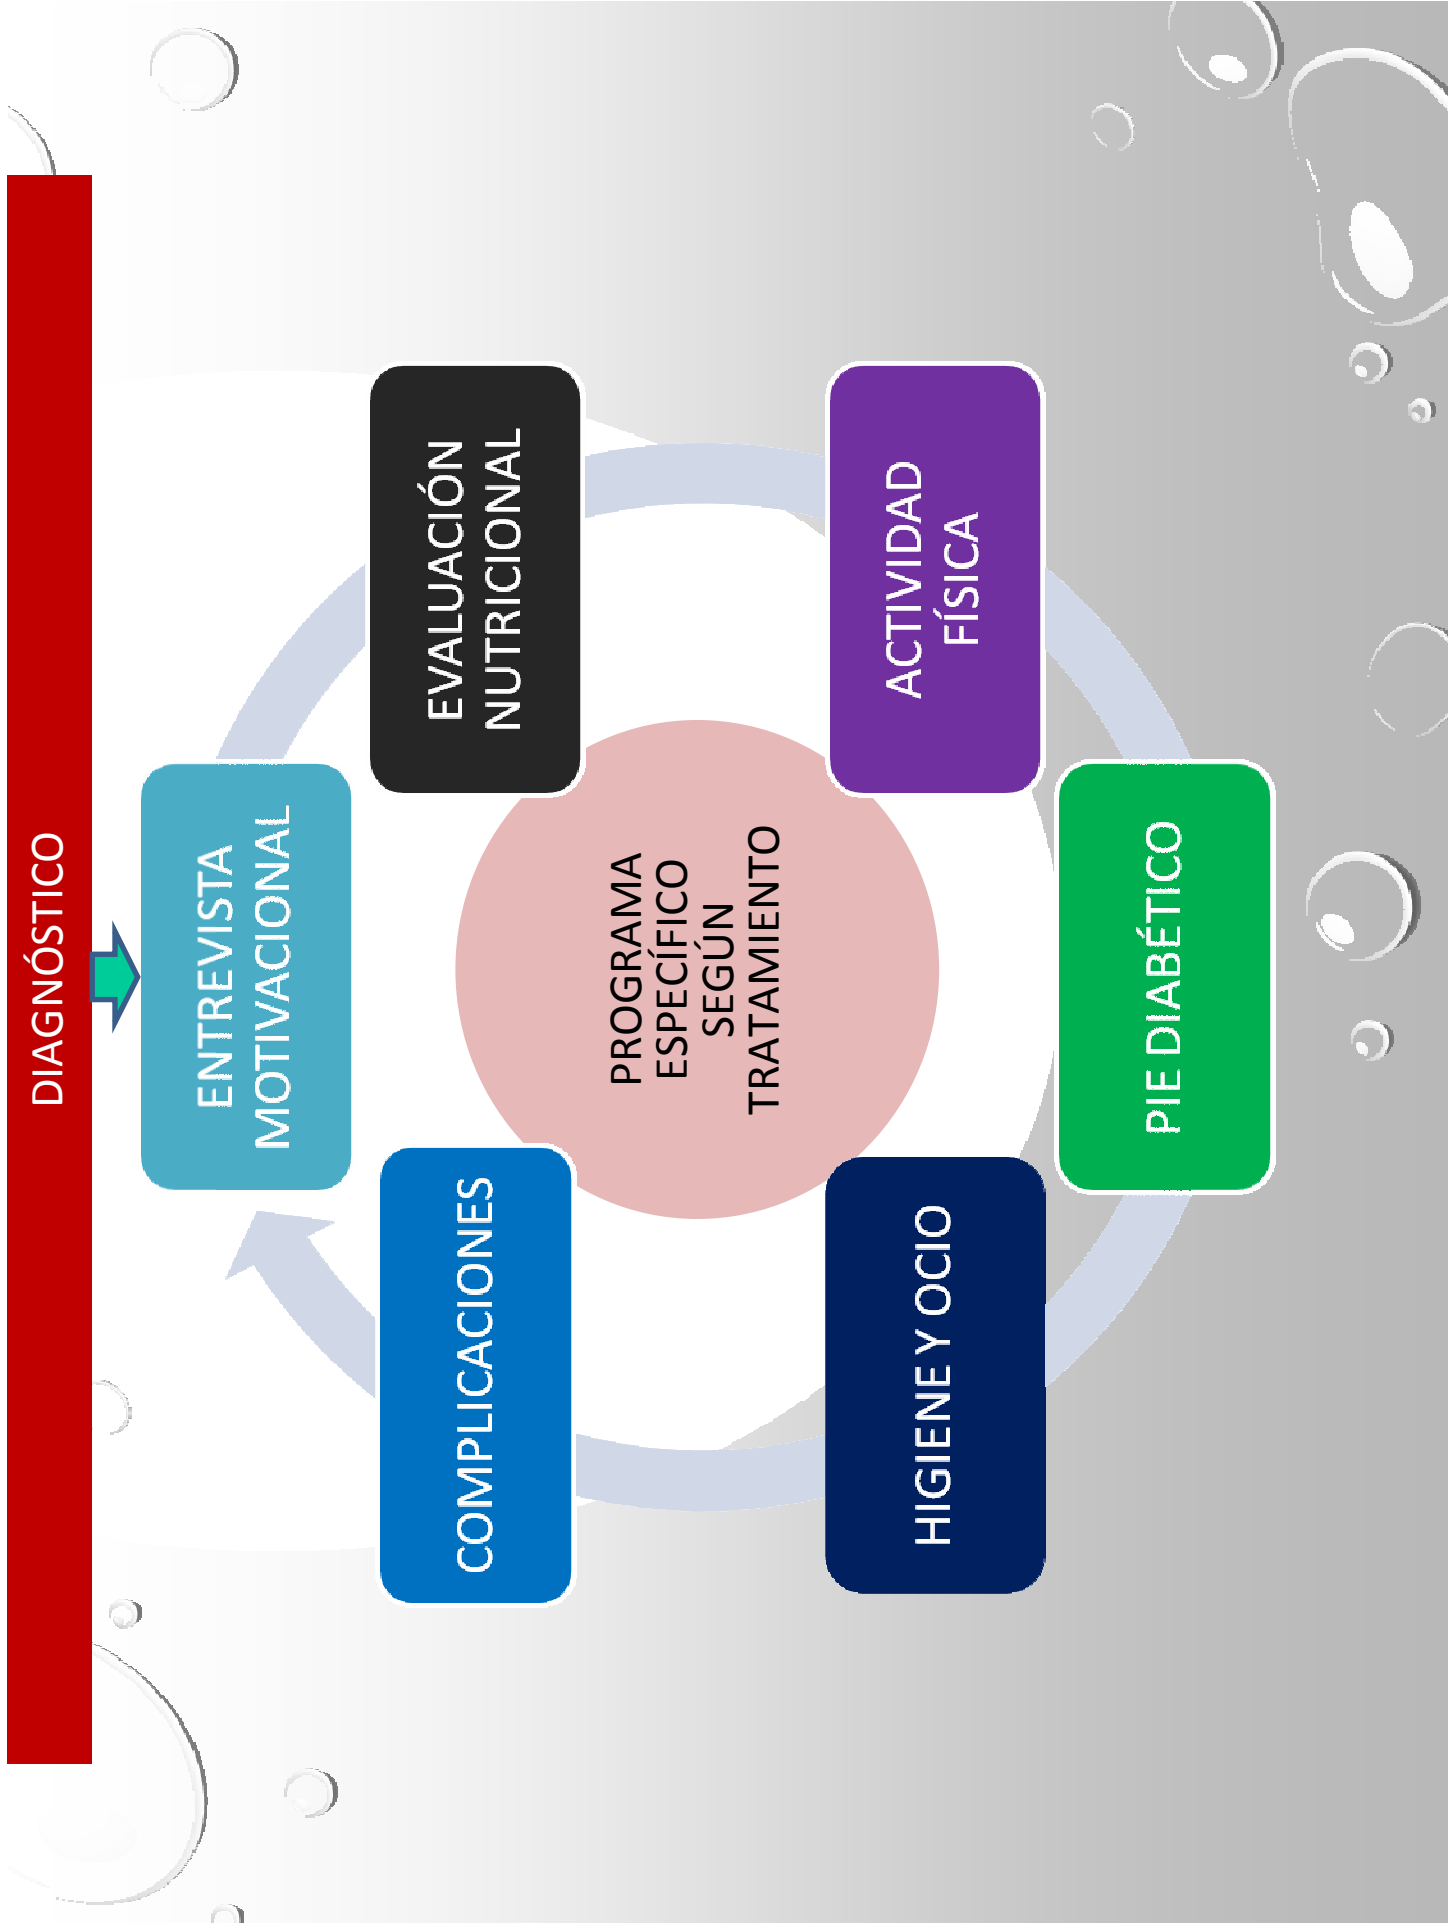 DIAGNÓSTICO
ENTREVISTA
MOTIVACIONAL
EVALUACIÓN
NUTRICIONAL
ACTIVIDAD
FÍSICA
PIE DIABÉTICO
HIGIENE Y OCIO
COMPLICACIONES
PROGRAMA
ESPECÍFICO
SEGÚN
TRATAMIENTO